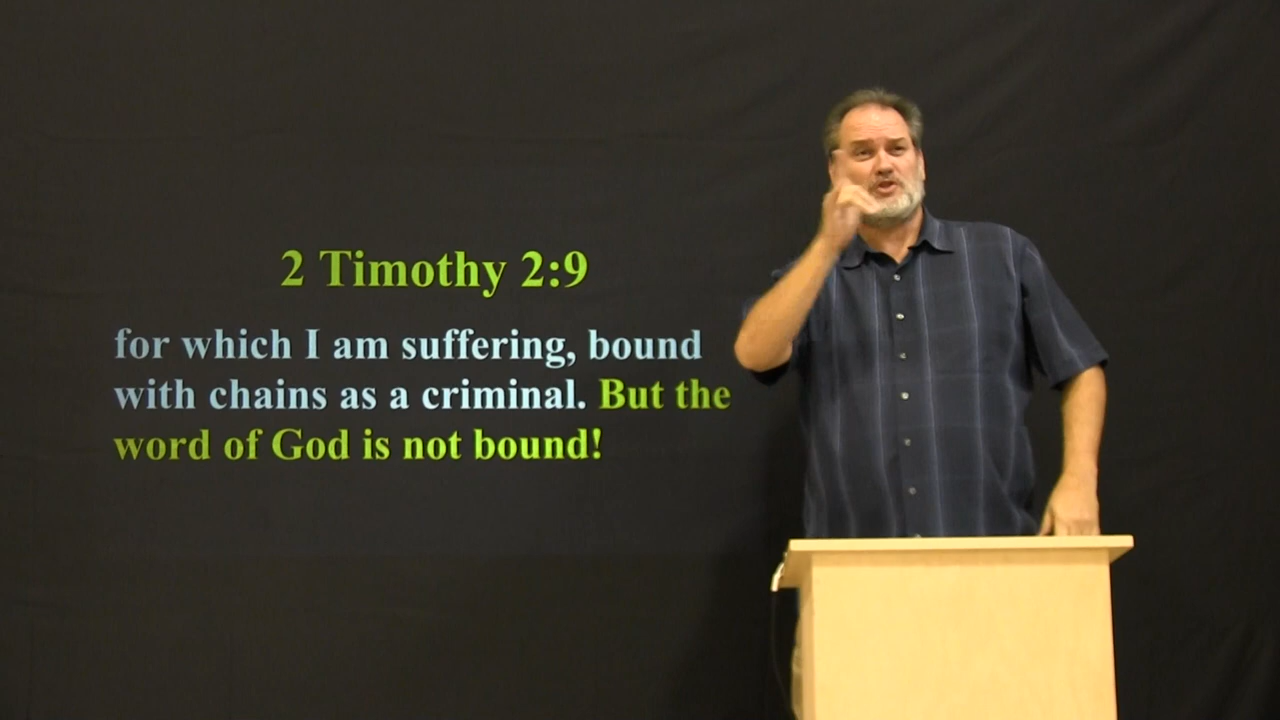 2 Timothy 2:9
for which I am suffering, bound
with chains as a criminal. But the
word of God is not bound!